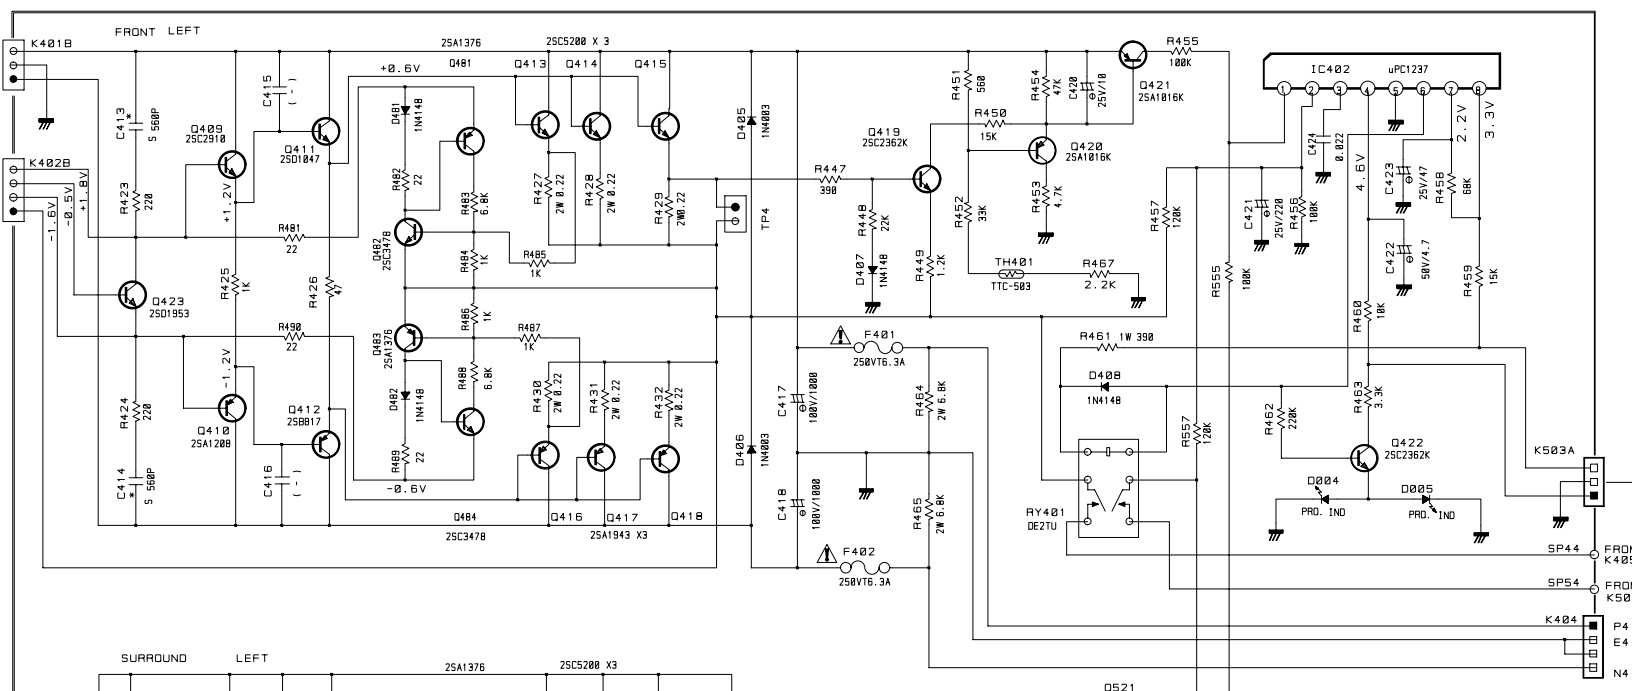 FRONT LEFT
K401B
K402B
-1.6V
-0.5V
+1.8V
C413 *
S 560P
R423
220
Q423
2SD1953
R424
220
C414 *
S 560P
Q409
2SC2910
+1.2V
R425
1K
-1.2V
Q410
2SA1208
C415
( - )
Q411
2SD1047
R426
47
Q412
2SB817
C416
( - )
R481
22
R490
22
+0.6V
-0.6V
2SA1376
Q481
D481
1N4148
R482
22
R483
6.8K
Q482
2SC3478
R484
1K
R485
1K
R486
1K
R487
1K
Q483
2SA1376
R488
6.8K
D482
1N4148
R489
22
Q484
2SC3478
2SC5200 X 3
Q413
Q414
Q415
R427
2W 0.22
R428
2W 0.22
R429
2W0.22
R430
2W 0.22
R431
2W 0.22
R432
2W 0.22
Q416
Q417
Q418
2SA1943 X3
D405
1N4003
TP4
D406
1N4003
C417
100V/1000
C418
100V/1000
R447
390
R448
22K
D407
1N4148
Q419
2SC2362K
R449
1.2K
F401
250VT6.3A
F402
250VT6.3A
R464
2W 6.8K
R465
2W 6.8K
R451
560
R450
15K
R452
33K
R454
47K
C420
25V/10
Q420
2SA1016K
R453
4.7K
TH401
TTC-503
R467
2.2K
Q421
2SA1016K
R455
100K
R457
120K
R555
100K
R461 1W 390
D408
1N4148
RY401
DE2TU
R557
120K
IC402
uPC1237
1 2 3 4 5 6 7 8
C424
0.022
C421
25V/220
R456
100K
4.6V
C423
25V/47
C422
50V/4.7
R458
68K
2.2V
3.3V
R459
15K
R460
10K
R463
3.3K
R462
220K
Q422
2SC2362K
D004
PRO. IND
D005
PRO. IND
K503A
SP44
K405
SP54
K404
P4
E4
N4
SURROUND LEFT
2SA1376
2SC5200 X3
Q521